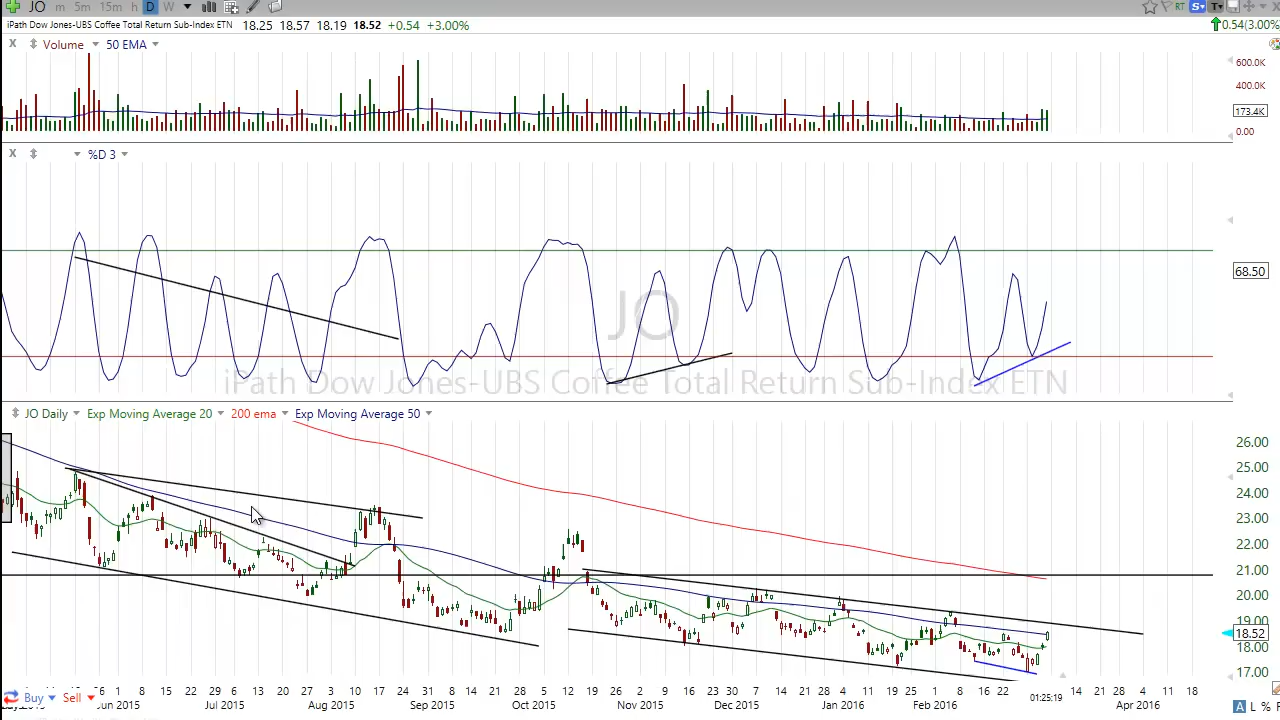 JO m 5m 15m h D W RT S T
iPath Dow Jones-UBS Coffee Total Return Sub-Index ETN 18.25 18.57 18.19 18.52 +0.54 +3.00% 0.54(3.00%
X Volume 50 EMA
600.0K
400.0K
173.4K
0.00
X %D 3
68.50
JO
iPath Dow Jones-UBS Coffee Total Return Sub-Index ETN
JO Daily Exp Moving Average 20 200 ema Exp Moving Average 50
26.00
25.00
24.00
23.00
22.00
21.00
20.00
19.00
18.52
18.00
17.00
Buy Sell 26 1 8 15 22 29 6 13 20 27 3 10 17 24 31 14 21 28 5 12 19 26 2 9 16 23 7 14 21 28 4 11 19 1 8 16 22 01:25:19 14 21 28 4 11 18
Jun 2015 Jul 2015 Aug 2015 Sep 2015 Oct 2015 Nov 2015 Dec 2015 Jan 2016 Feb 2016 Apr 2016 A L %